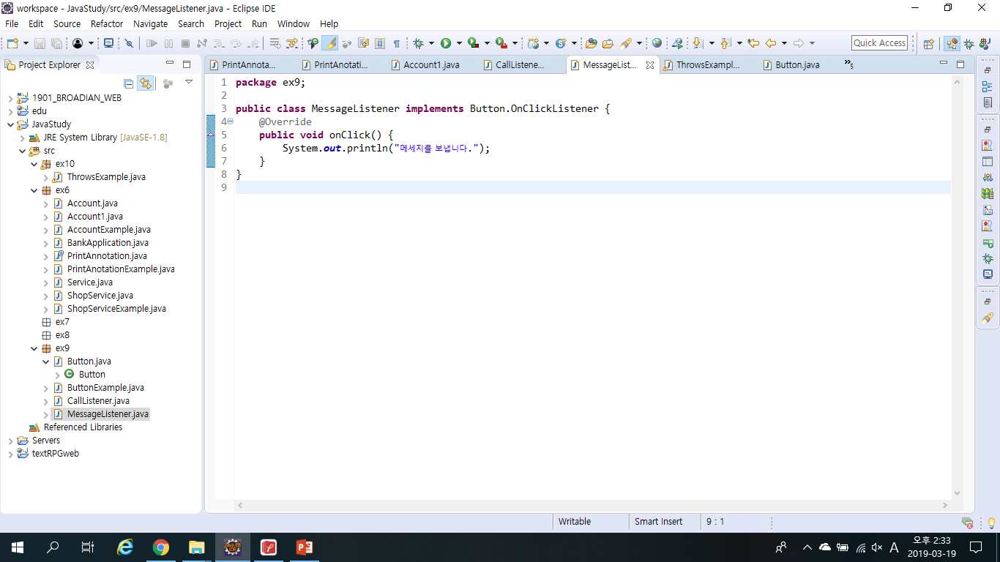 workspace - JavaStudy/src/ex9/MessageListener.java - Eclipse IDE
File Edit Source Refactor Navigate Search Project Run Window Help
Quick Access
Project Explorer
PrintAnnota... PrintAnotati... Account1.java CallListene... MessageList... ThrowsExampl... Button.java »5
1901_BROADIAN_WEB
edu
JavaStudy
JRE System Library [JavaSE-1.8]
src
ex10
ThrowsExample.java
ex6
Account.java
Account1.java
AccountExample.java
BankApplication.java
PrintAnnotation.java
PrintAnotationExample.java
Service.java
ShopService.java
ShopServiceExample.java
ex7
ex8
ex9
Button.java
Button
ButtonExample.java
CallListener.java
MessageListener.java
Referenced Libraries
Servers
textRPGweb
1 package ex9;
2
3 public class MessageListener implements Button.OnClickListener {
4 @Override
5 public void onClick() {
6 System.out.println("메세지를 보냅니다.");
7 }
8 }
9
Writable Smart Insert 9 : 1
A
오후 2:33
2019-03-19